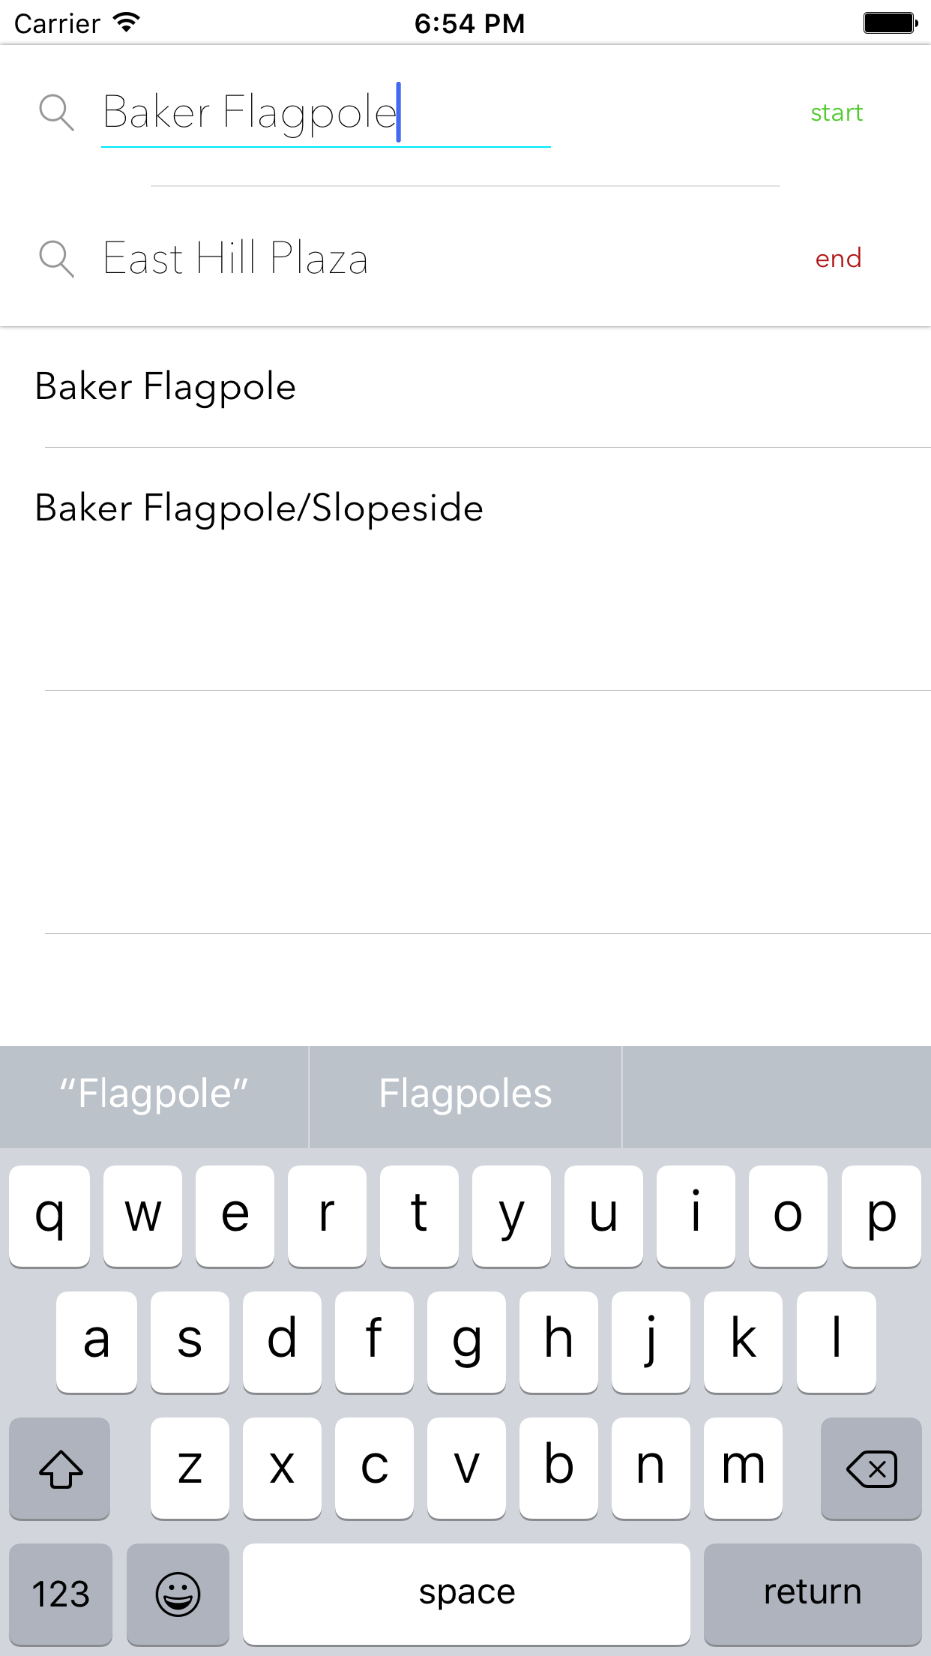 Carrier 6:54 PM
Baker Flagpole start
East Hill Plaza end
Baker Flagpole
Baker Flagpole/Slopeside
“Flagpole” Flagpoles
q w e r t y u i o p
a s d f g h j k l
z x c v b n m
123 space return